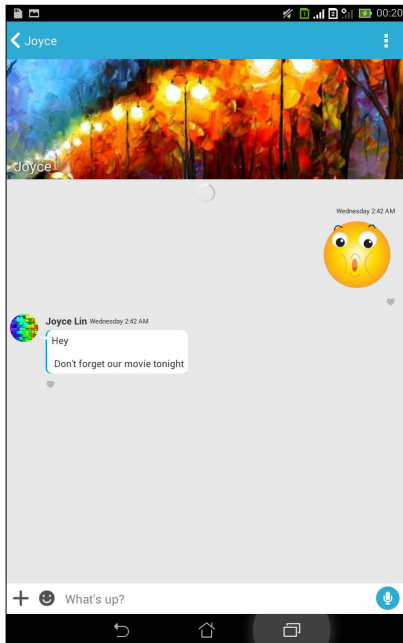 00:20
Joyce
Joyce
Wednesday 2:42 AM
Joyce Lin Wednesday 2:42 AM
Hey
Don't forget our movie tonight
What's up?